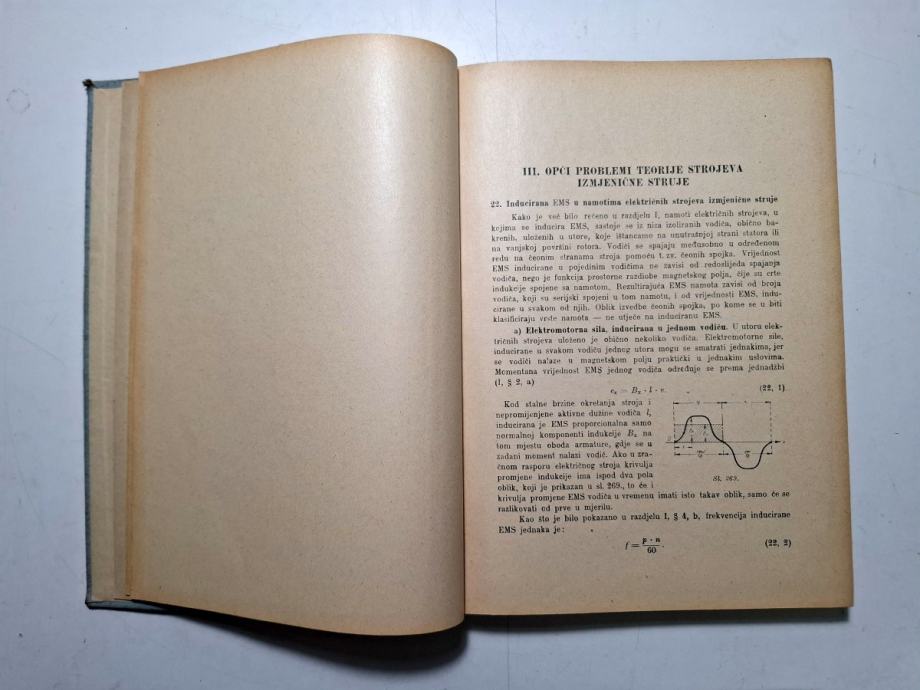 III. OPĆI PROBLEMI TEORIJE STROJEVA
IZMJENIČNE STRUJE
22. Inducirana EMS u namotima električnih strojeva izmjenične struje
Kako je već bilo rečeno u razdjelu I, namoti električnih strojeva, u
kojima se inducira EMS, sastoje se iz niza izoliranih vodiča, obično ba-
krenih, uloženih u utore, koje ištancamo na unutrašnjoj strani statora ili
na vanjskoj površini rotora. Vodiči se spajaju međusobno u određenom
redu na čeonim stranama stroja pomoću t. zv. čeonih spojka. Vrijednost
EMS inducirane u pojedinim vodičima ne zavisi od redoslijeda spajanja
vodiča, nego je funkcija prostorne razdiobe magnetskog polja, čije su crte
indukcije spojene sa namotom. Rezultirajuća EMS namota zavisi od broja
vodiča, koji su serijski spojeni u tom namotu, i od vrijednosti EMS, indu-
cirane u svakom od njih. Oblik izvedbe čeonih spojka, po kome se u biti
klasificiraju vrste namota — ne utječe na induciranu EMS.
a) Elektromotorna sila, inducirana u jednom vodiču. U utoru elek-
tričnih strojeva uloženo je obično nekoliko vodiča. Elektromotorne sile,
inducirane u svakom vodiču jednog utora mogu se smatrati jednakima, jer
se vodiči nalaze u magnetskom polju praktički u jednakim uslovima.
Momentana vrijednost EMS jednog vodiča određuje se prema jednadžbi
(I, § 2, a)
eₓ = Bₓ · l · v. (22, 1)
Kod stalne brzine okretanja stroja i
nepromijenjene aktivne dužine vodiča l,
inducirana je EMS proporcionalna samo
normalnoj komponenti indukcije Bₓ na
tom mjestu oboda armature, gdje se u
zadani moment nalazi vodič. Ako u zra-
čnom rasporu električnog stroja krivulja
promjene indukcije ima ispod dva pola
oblik, koji je prikazan u sl. 269., to će i
Sl. 269.
krivulja promjene EMS vodiča u vremenu imati isto takav oblik, samo će se
razlikovati od prve u mjerilu.
Kao što je bilo pokazano u razdjelu I, § 4, b, frekvencija inducirane
EMS jednaka je:
f = p · n / 60 . (22, 2)